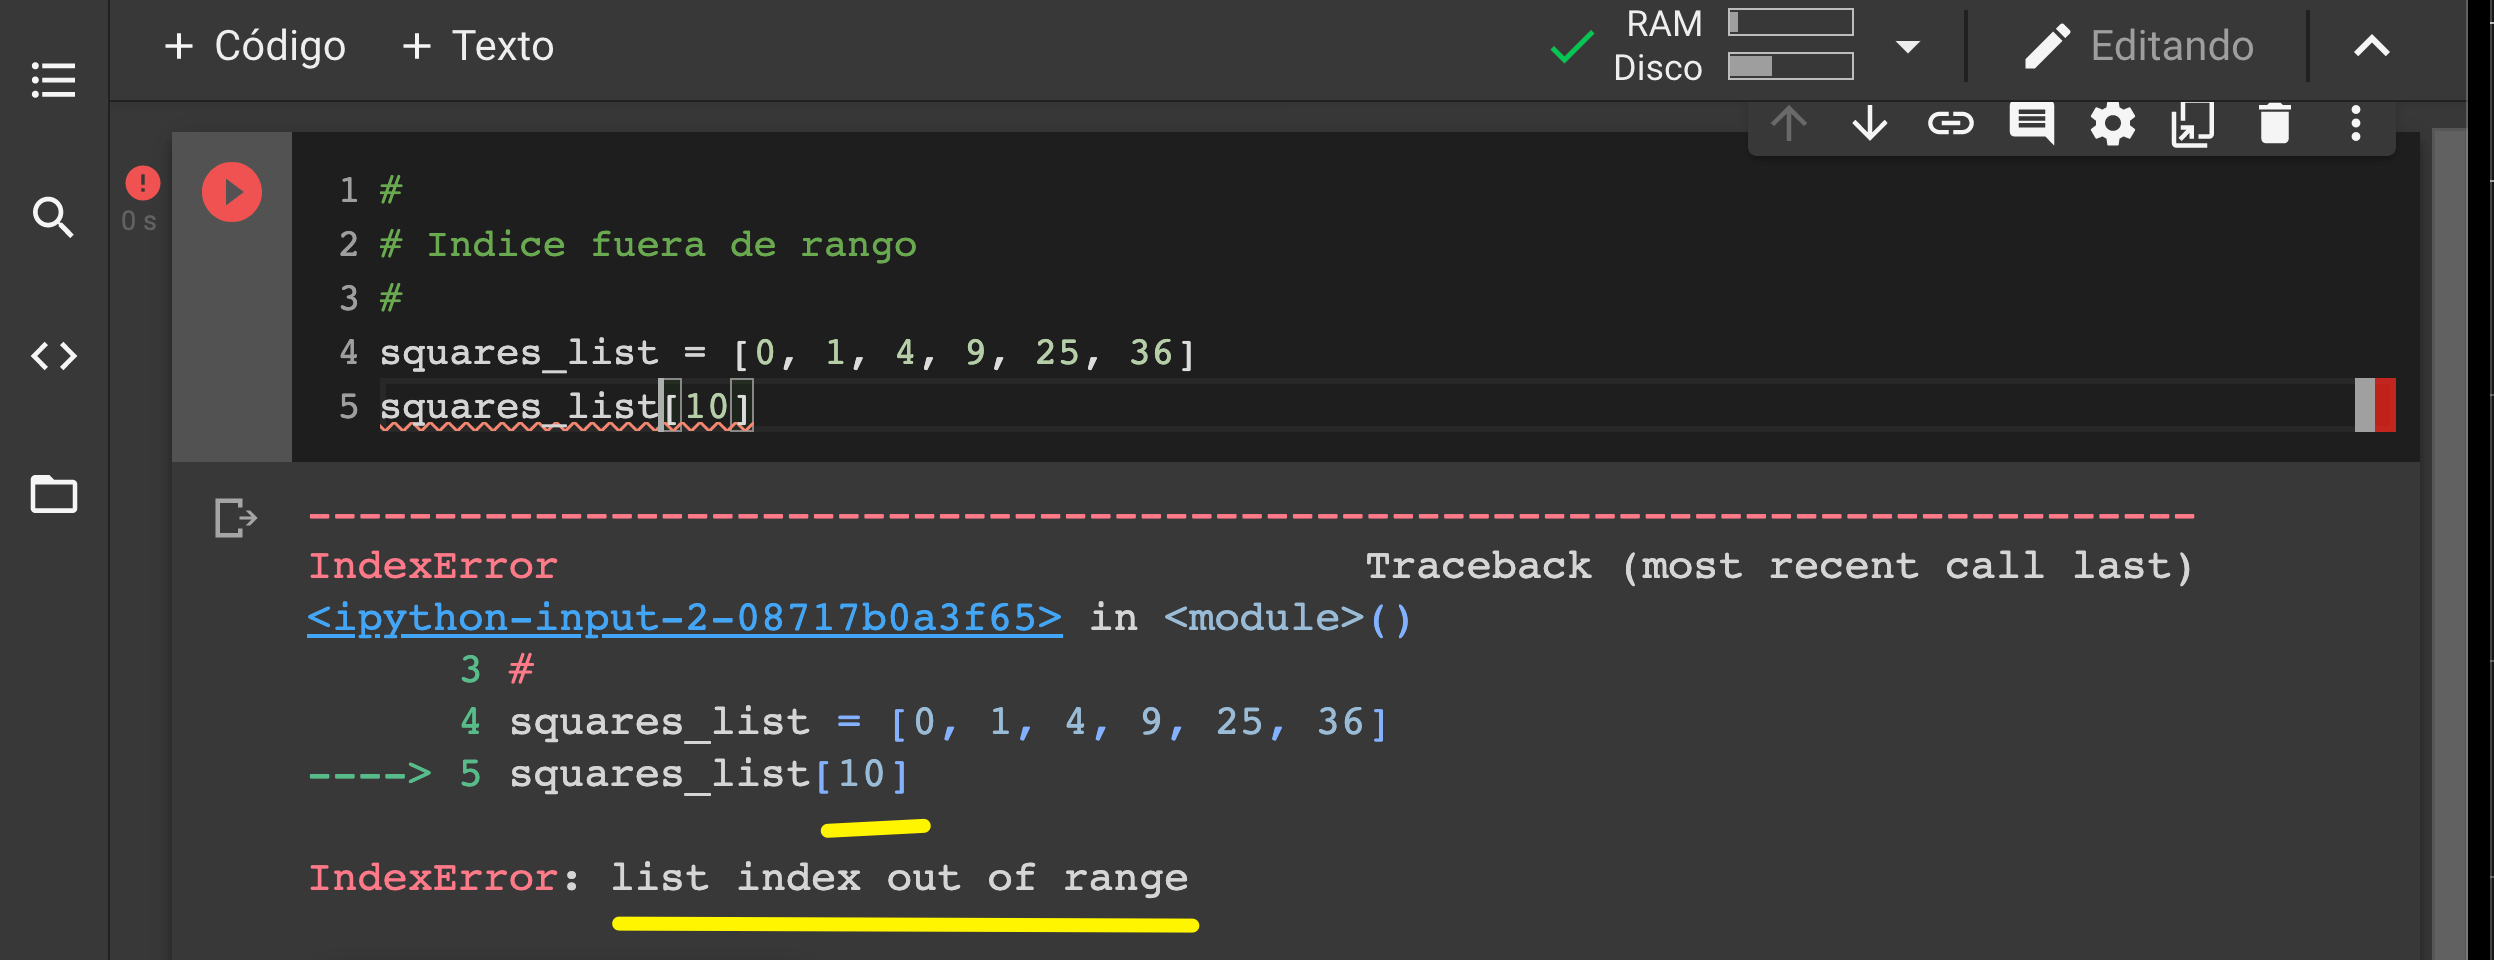 + Código + Texto
RAM
Disco
Editando
0 s
1 #
2 # Indice fuera de rango
3 #
4 squares_list = [0, 1, 4, 9, 25, 36]
5 squares_list[10]
---------------------------------------------------------------------------
IndexError Traceback (most recent call last)
<ipython-input-2-08717b0a3f65> in <module>()
3 #
4 squares_list = [0, 1, 4, 9, 25, 36]
----> 5 squares_list[10]
IndexError: list index out of range